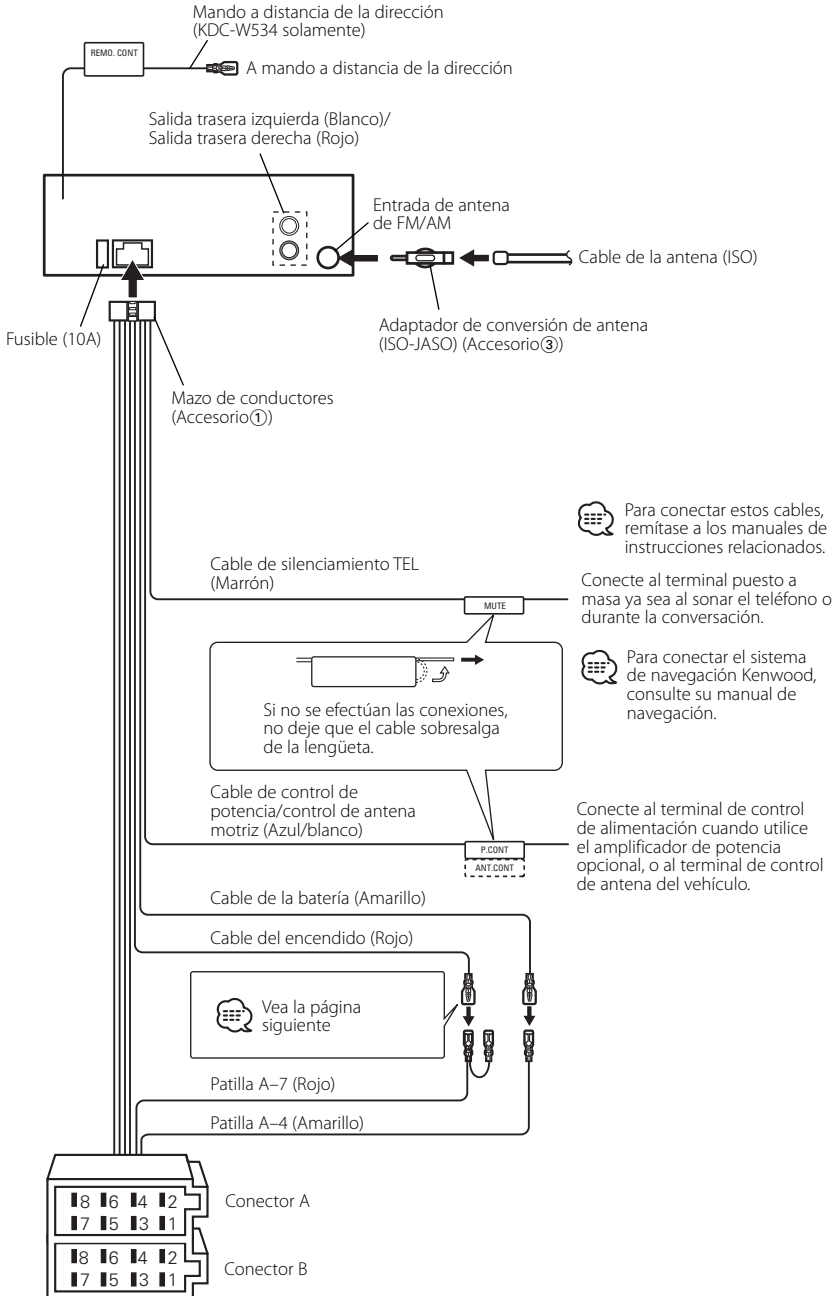 Mando a distancia de la dirección
(KDC-W534 solamente)
REMO. CONT
A mando a distancia de la dirección
Salida trasera izquierda (Blanco)/
Salida trasera derecha (Rojo)
Entrada de antena
de FM/AM
Cable de la antena (ISO)
Fusible (10A)
Adaptador de conversión de antena
(ISO-JASO) (Accesorio③)
Mazo de conductores
(Accesorio①)
Para conectar estos cables,
remítase a los manuales de
instrucciones relacionados.
Cable de silenciamiento TEL
(Marrón)
MUTE
Conecte al terminal puesto a
masa ya sea al sonar el teléfono o
durante la conversación.
Para conectar el sistema
de navegación Kenwood,
consulte su manual de
navegación.
Si no se efectúan las conexiones,
no deje que el cable sobresalga
de la lengüeta.
Cable de control de
potencia/control de antena
motriz (Azul/blanco)
P.CONT
ANT.CONT
Conecte al terminal de control
de alimentación cuando utilice
el amplificador de potencia
opcional, o al terminal de control
de antena del vehículo.
Cable de la batería (Amarillo)
Cable del encendido (Rojo)
Vea la página
siguiente
Patilla A–7 (Rojo)
Patilla A–4 (Amarillo)
8 6 4 2
7 5 3 1
Conector A
8 6 4 2
7 5 3 1
Conector B